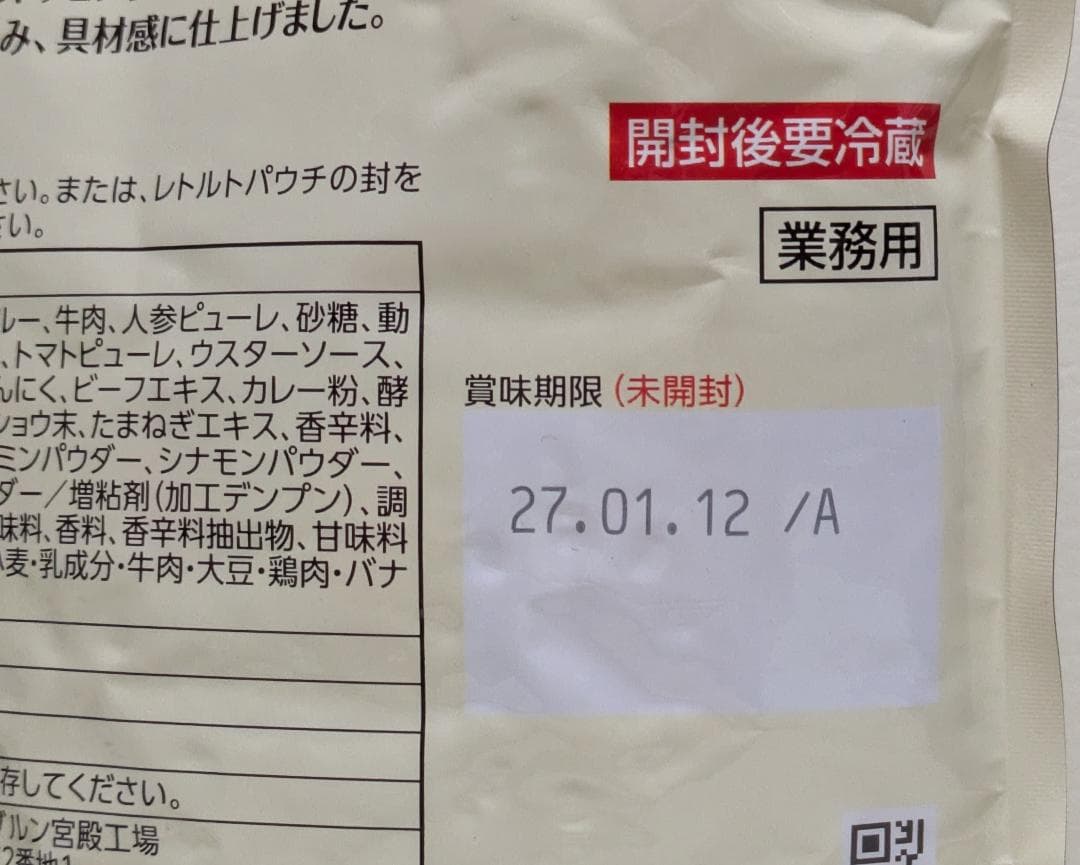 み、具材感に仕上げました。
開封後要冷蔵
さい。または、レトルトパウチの封を
さい。
業務用
ルー、牛肉、人参ピューレ、砂糖、動
、トマトピューレ、ウスターソース、
んにく、ビーフエキス、カレー粉、酵
ショウ末、たまねぎエキス、香辛料、
ミンパウダー、シナモンパウダー、
ダー/増粘剤(加工デンプン)、調
味料、香料、香辛料抽出物、甘味料
小麦・乳成分・牛肉・大豆・鶏肉・バナ
賞味期限(未開封)
27.01.12 /A
存してください。
ブルン宮殿工場
2番地1